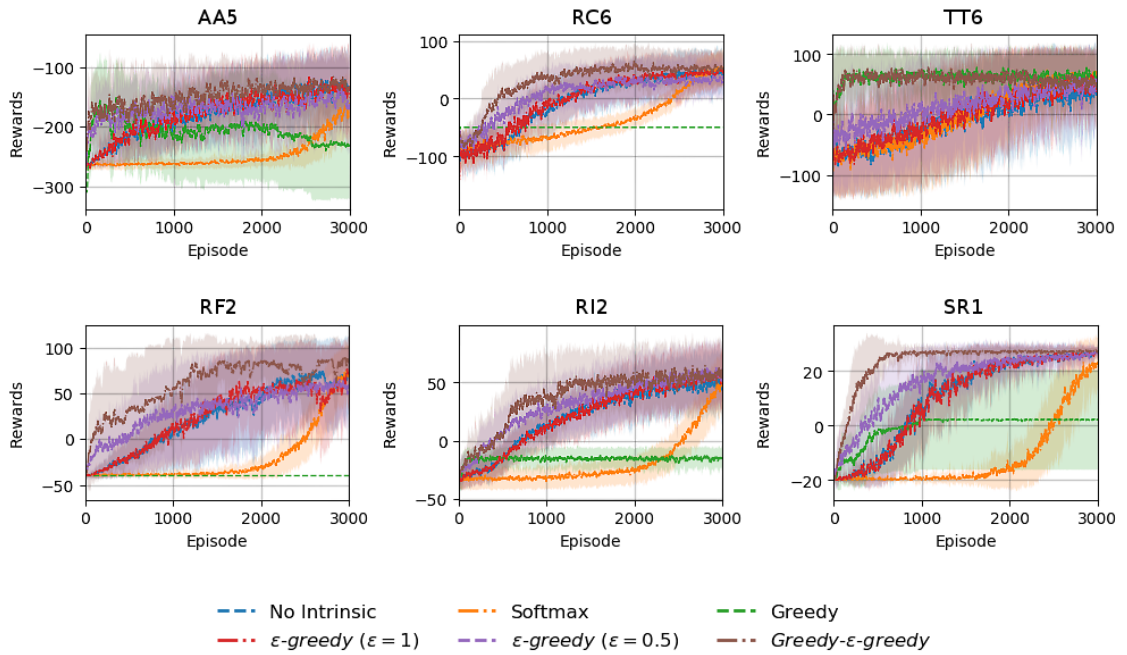 AA5
RC6
TT6
−100
−200
−300
Rewards
0 1000 2000 3000
Episode
100
0
−100
Rewards
0 1000 2000 3000
Episode
100
0
−100
Rewards
0 1000 2000 3000
Episode
RF2
RI2
SR1
100
50
0
−50
Rewards
0 1000 2000 3000
Episode
50
0
−50
Rewards
0 1000 2000 3000
Episode
20
0
−20
Rewards
0 1000 2000 3000
Episode
No Intrinsic Softmax Greedy
ε-greedy (ε = 1) ε-greedy (ε = 0.5) Greedy-ε-greedy